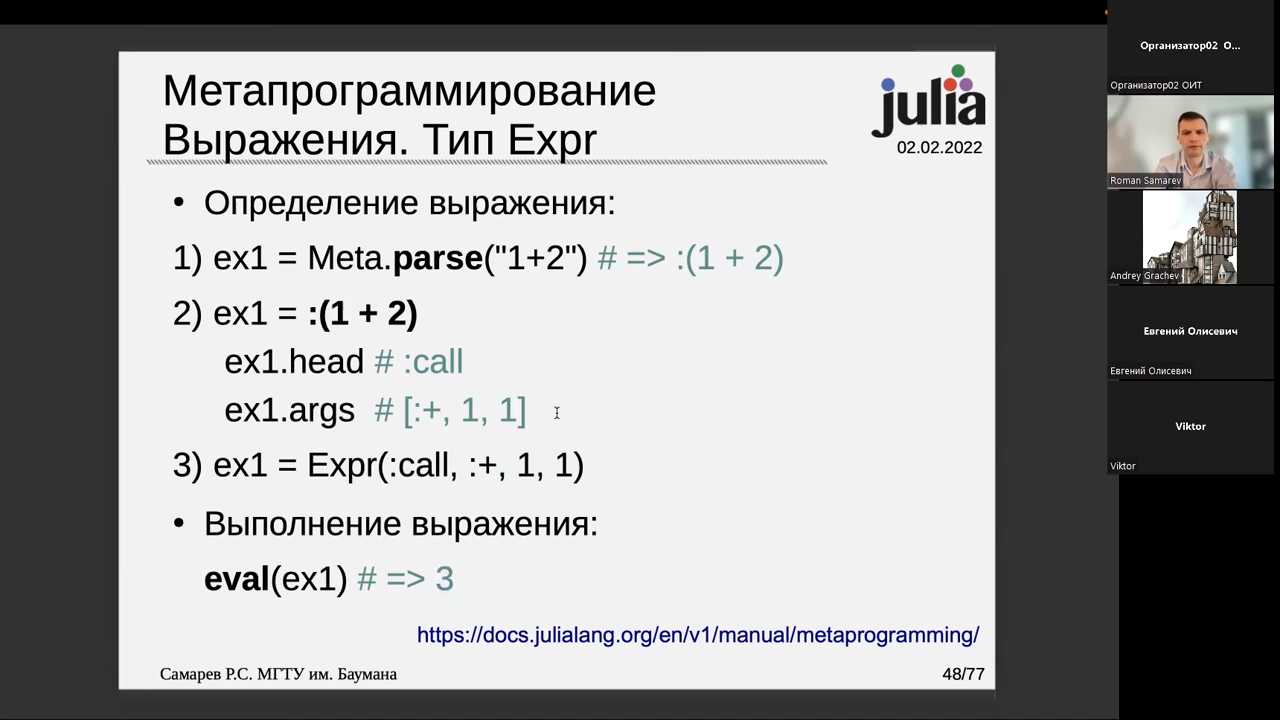 Метапрограммирование
Выражения. Тип Expr
julia
02.02.2022
• Определение выражения:
1) ex1 = Meta.parse("1+2") # => :(1 + 2)
2) ex1 = :(1 + 2)
ex1.head # :call
ex1.args # [:+, 1, 1]
3) ex1 = Expr(:call, :+, 1, 1)
• Выполнение выражения:
eval(ex1) # => 3
https://docs.julialang.org/en/v1/manual/metaprogramming/
Самарев Р.С. МГТУ им. Баумана
48/77
Организатор02 О...
Организатор02 ОИТ
Roman Samarev
Andrey Grachev
Евгений Олисевич
Евгений Олисевич
Viktor
Viktor